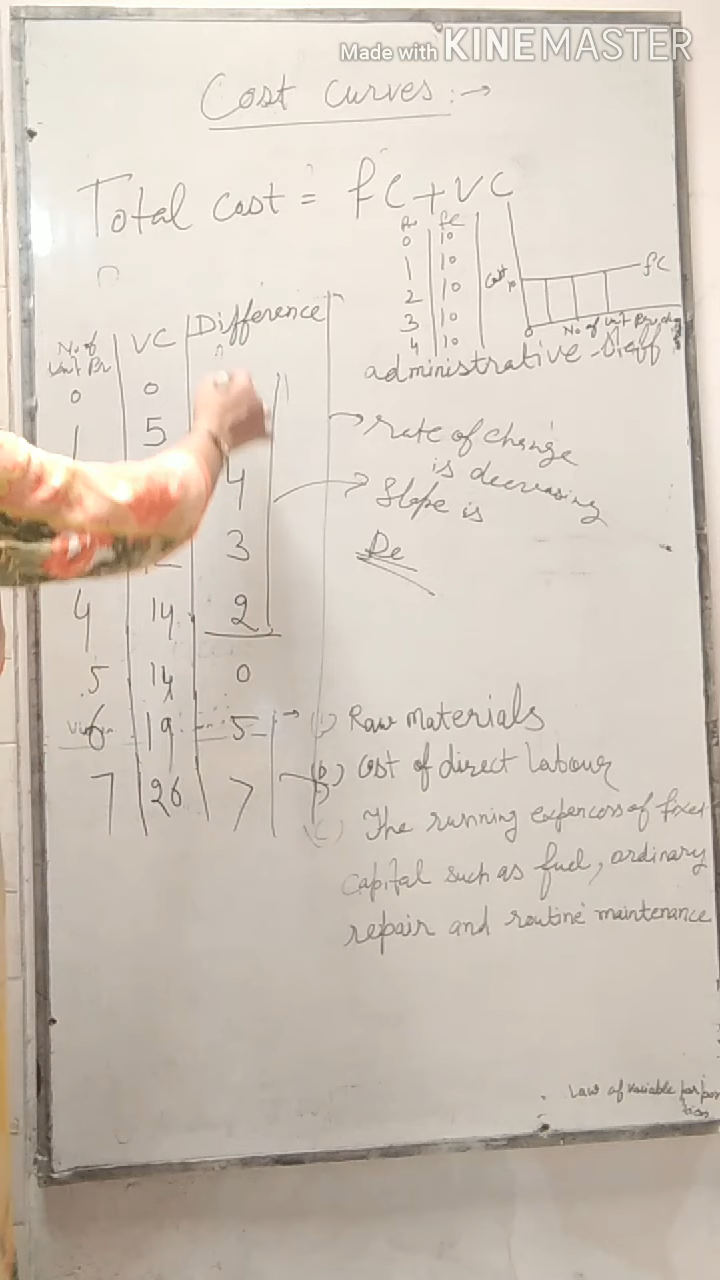 Made with KINEMASTER
Cost Curves :→
Total cost = FC + VC
Pr FC
0 10
1 10
2 10
3 10
4 10
Cost 10 FC
0
No of unit
administrative
No. of Unit Pr VC Difference
0 0
1 5
4
3
4 14 2
5 14 0
6 19 5
7 26 7
→ rate of change
is decreasing
→ Slope is
De
→ Raw materials
(b) Cost of direct labour
(c) The running expencess of fixed
capital such as fuel, ordinary
repair and routine maintenance
Law of variable